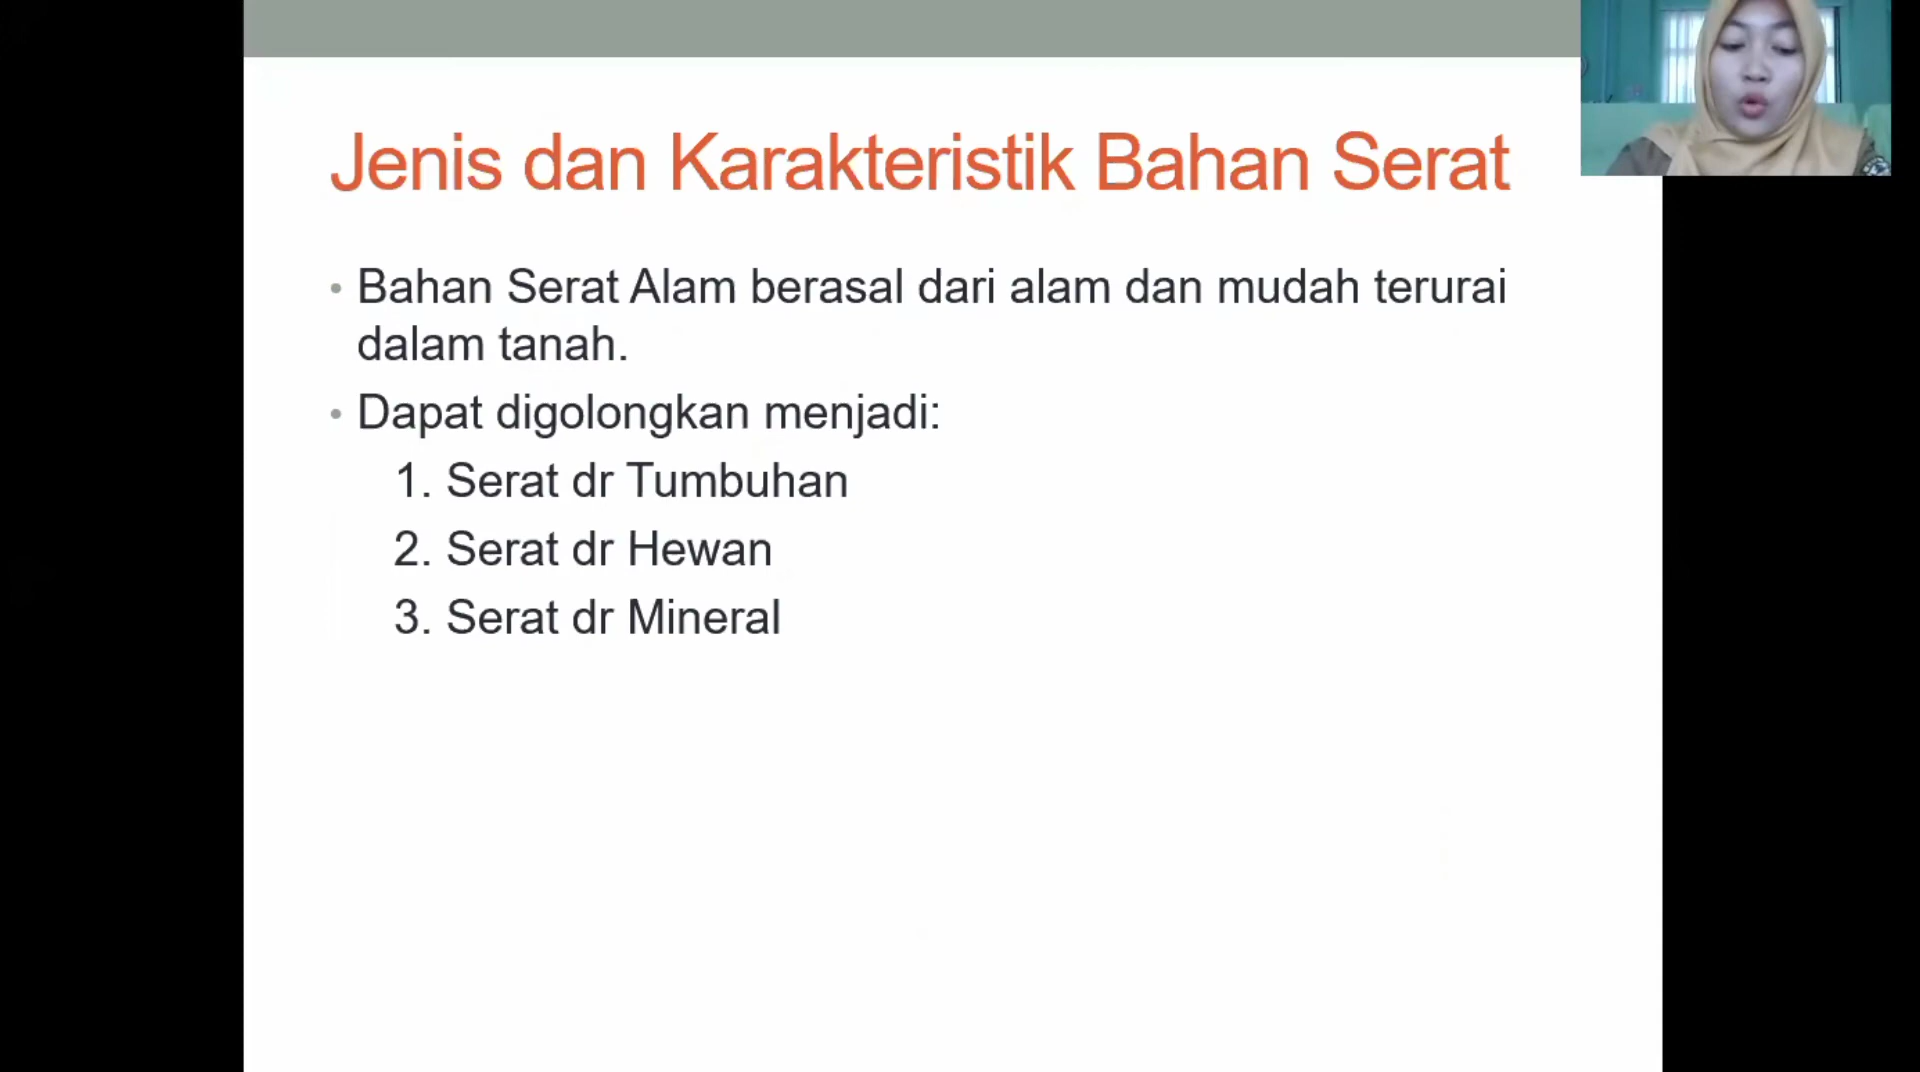 Jenis dan Karakteristik Bahan Serat
• Bahan Serat Alam berasal dari alam dan mudah terurai
dalam tanah.
• Dapat digolongkan menjadi:
1. Serat dr Tumbuhan
2. Serat dr Hewan
3. Serat dr Mineral